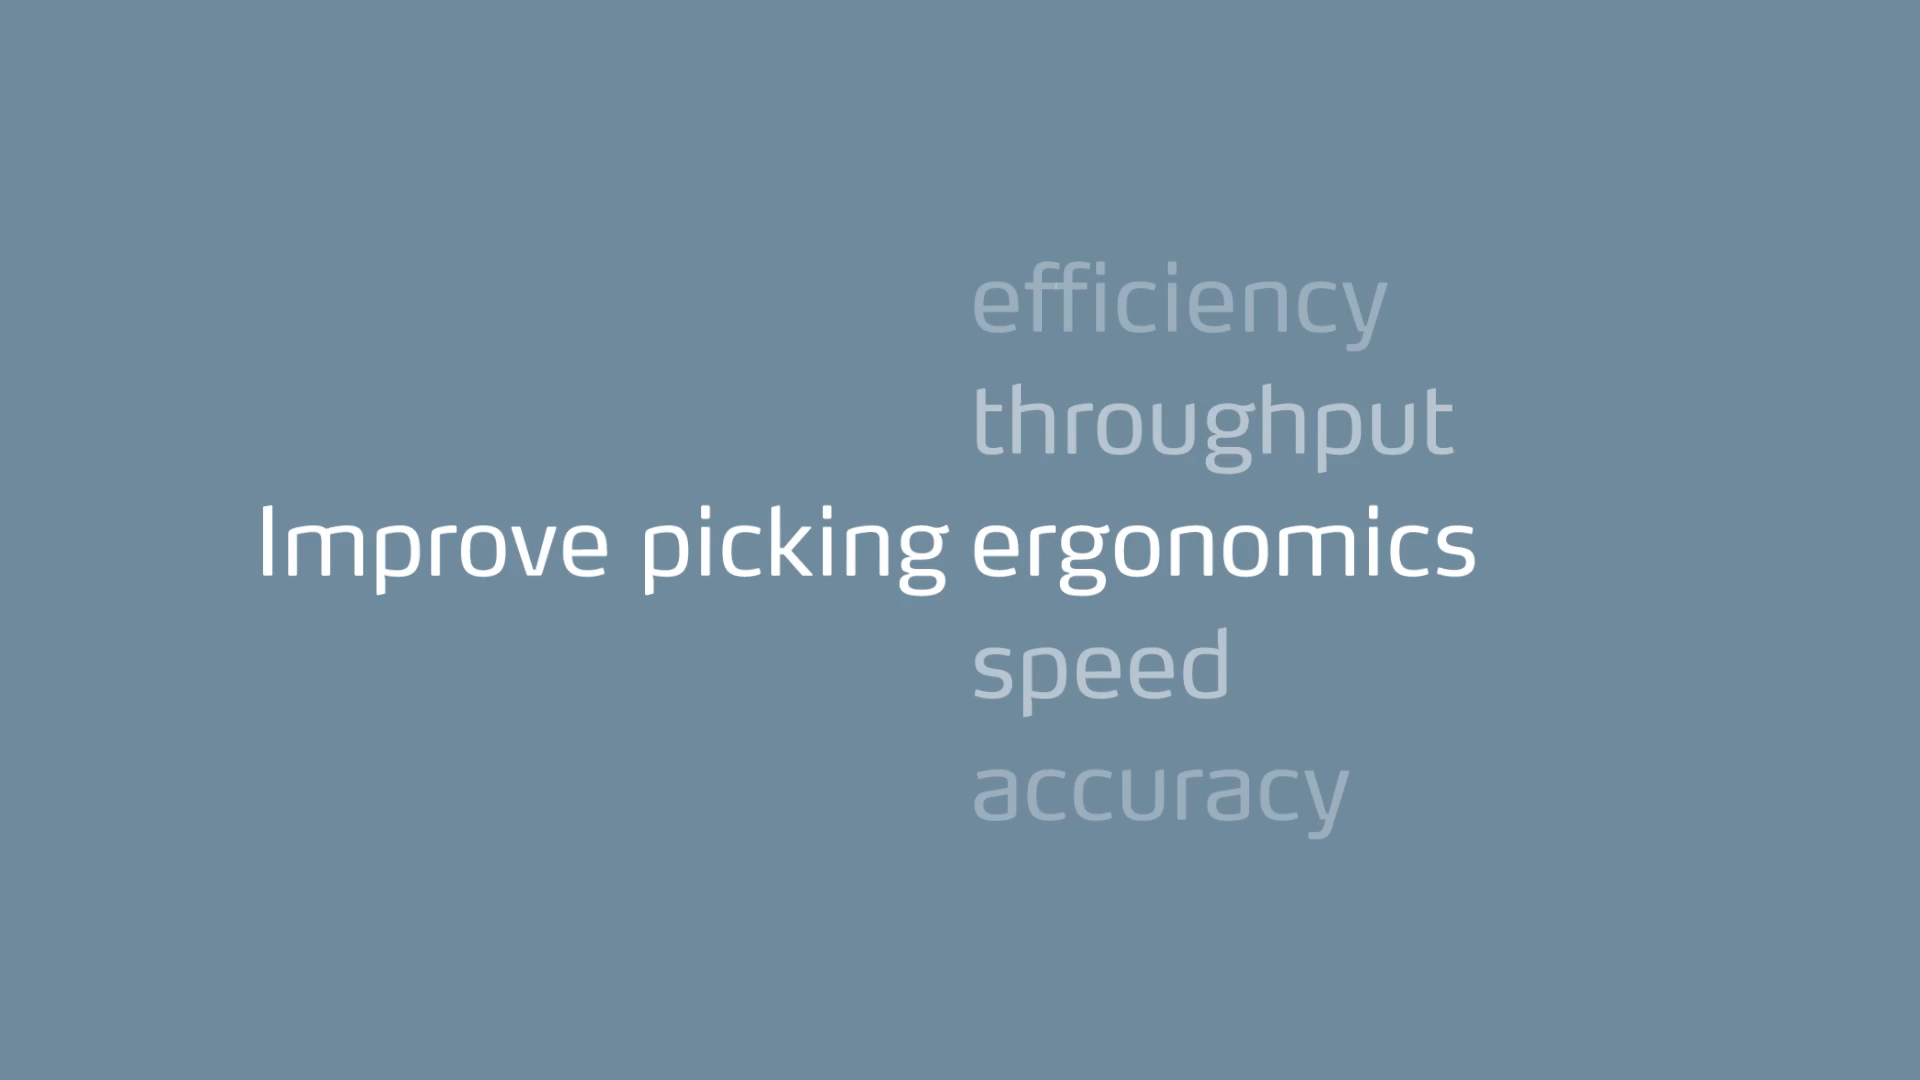 efficiency
throughput
Improve picking ergonomics
speed
accuracy